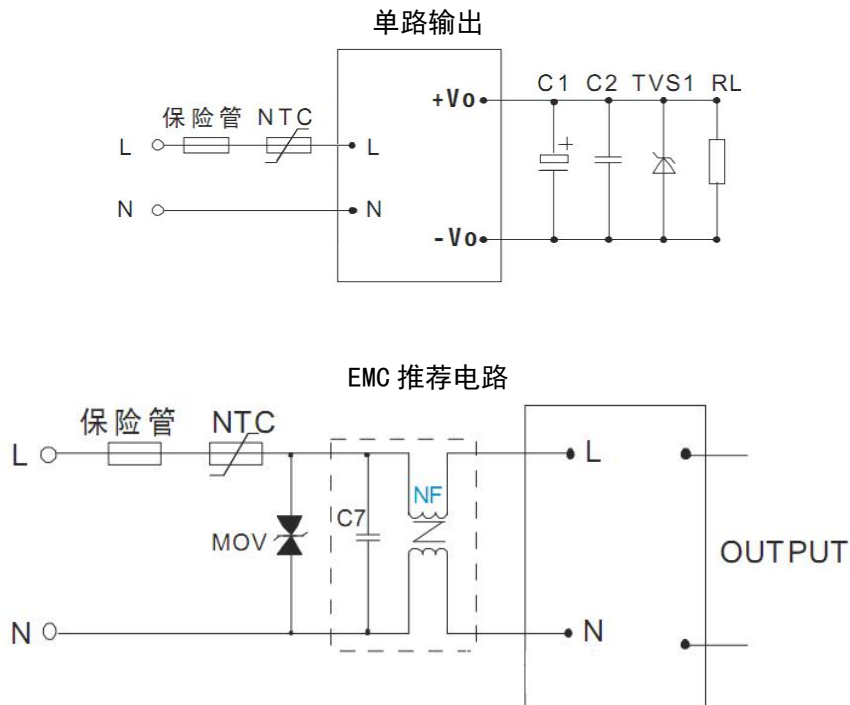 单路输出
+Vo C1 C2 TVS1 RL
保险管 NTC
L L
+
N N
-Vo
EMC 推荐电路
保险管 NTC
L L
NF
C7
MOV
OUTPUT
N N